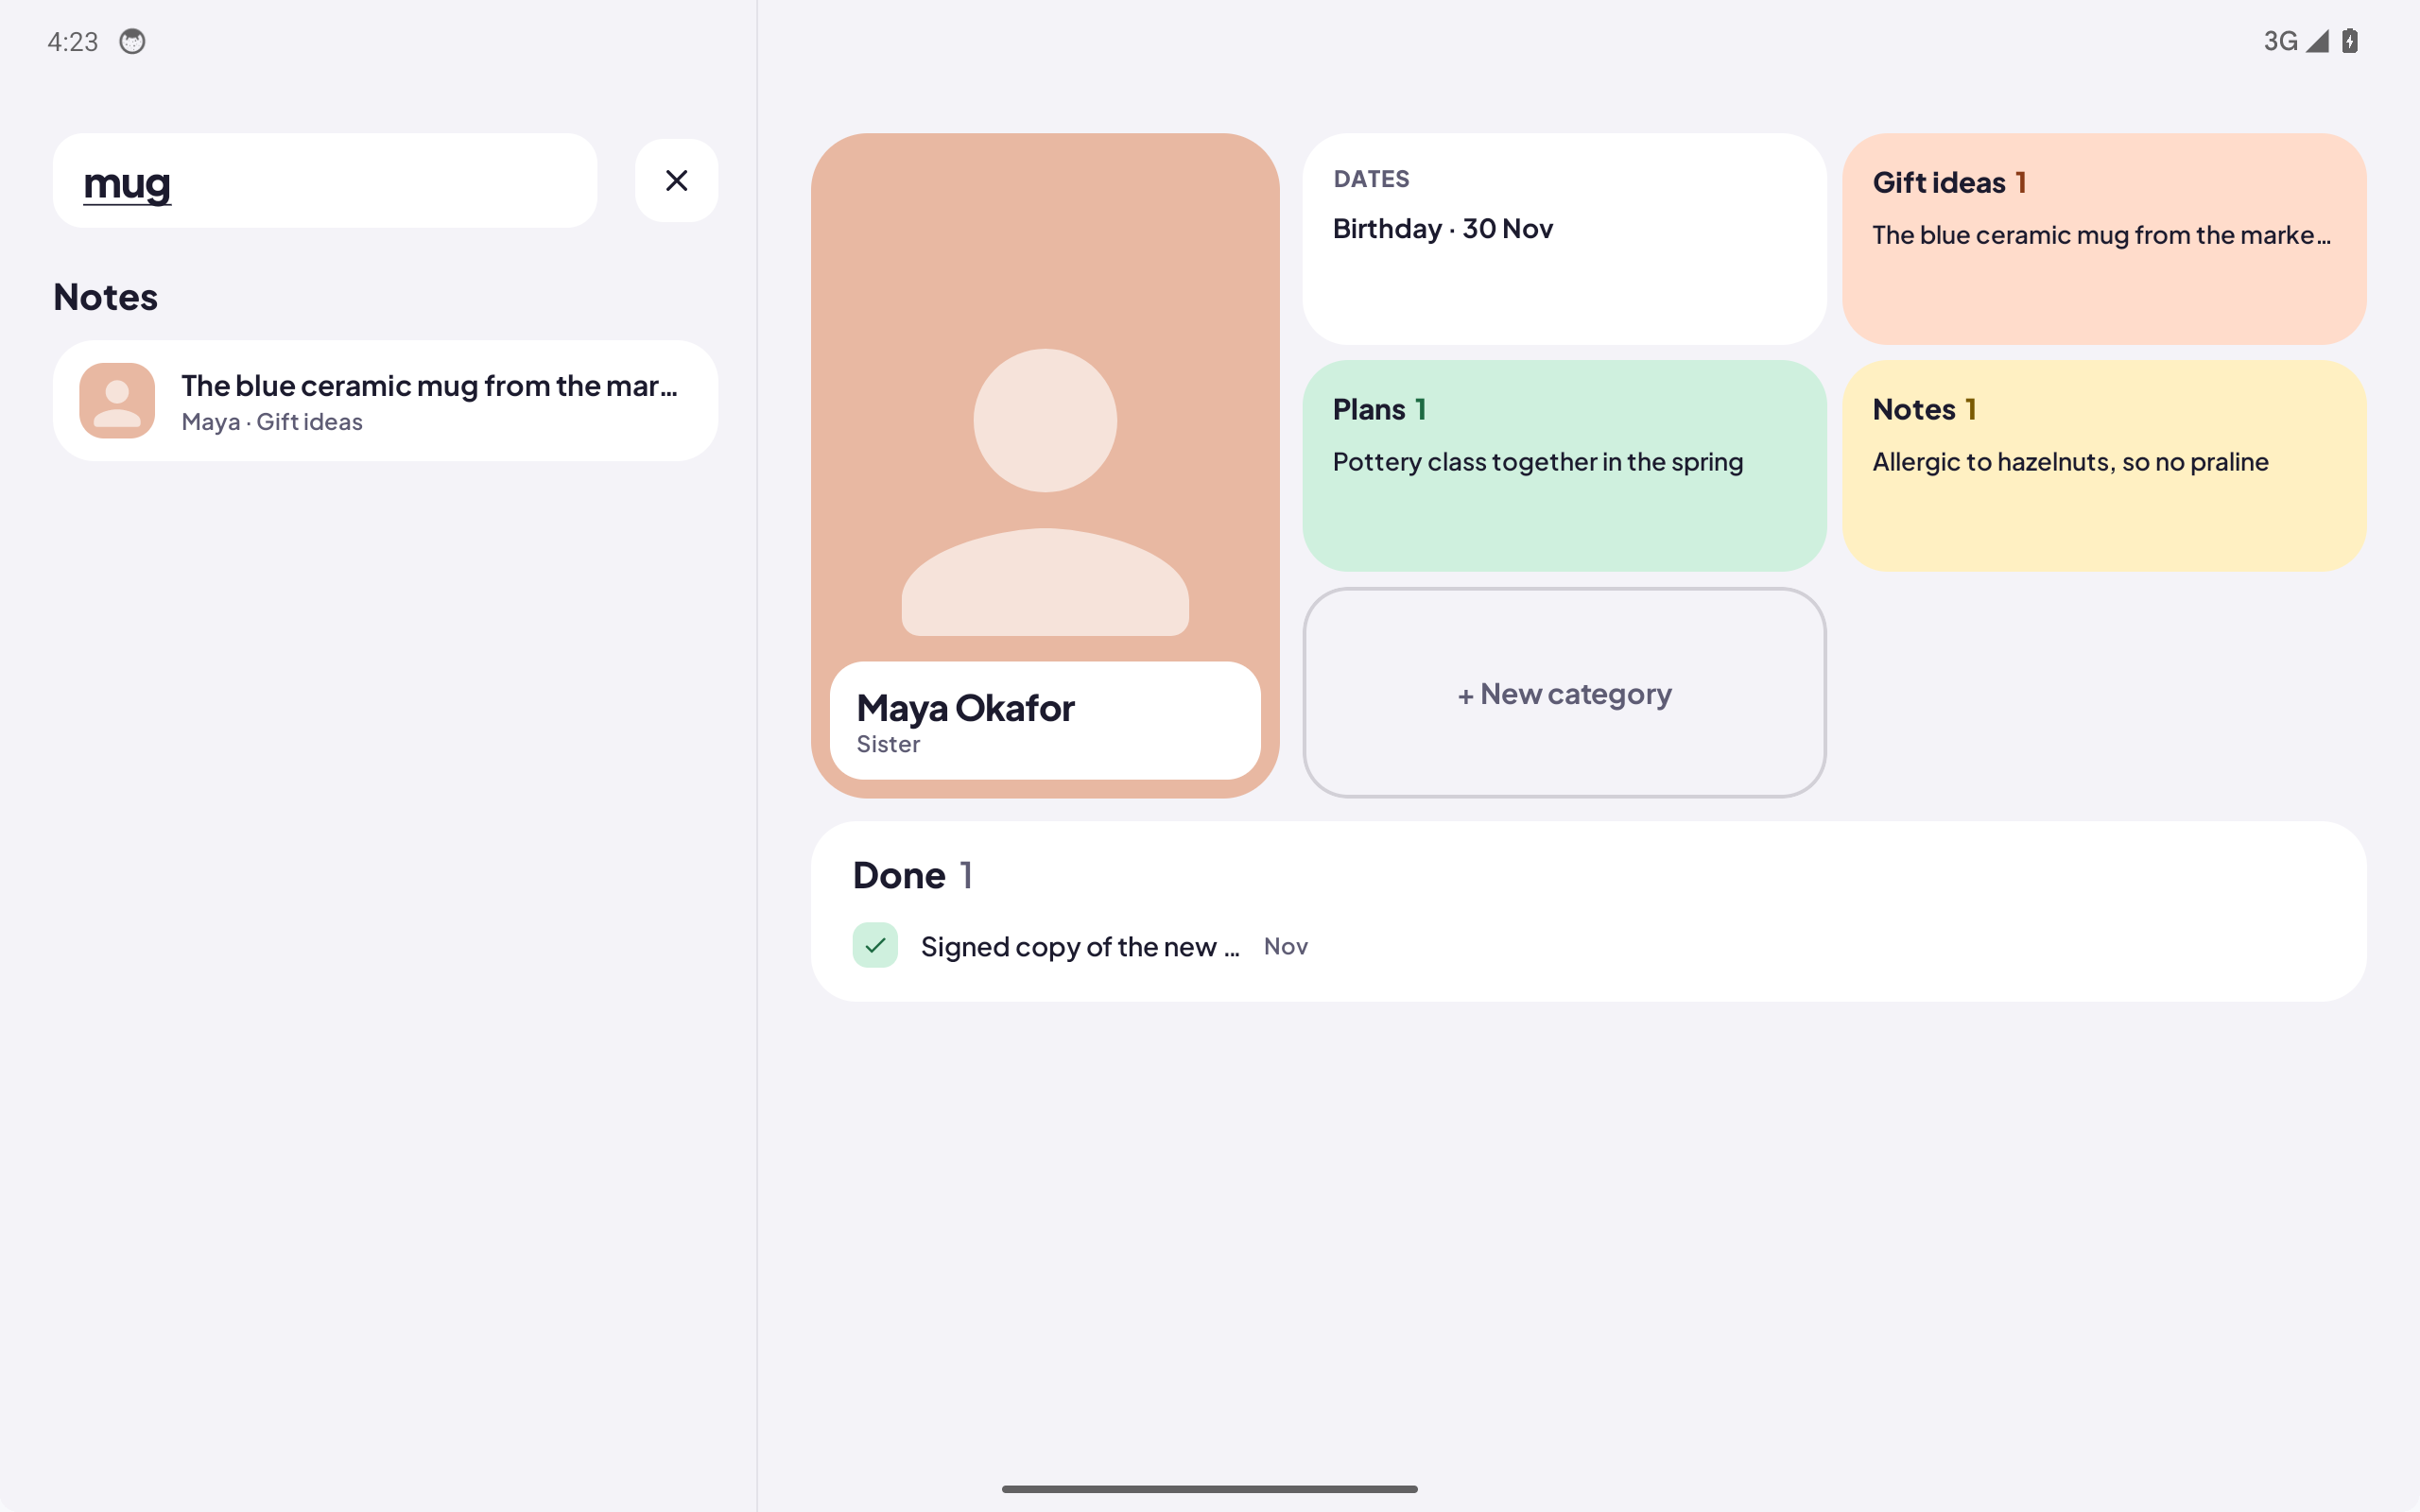 4:23
3G
mug
Notes
The blue ceramic mug from the mar…
Maya · Gift ideas
Maya Okafor
Sister
DATES
Birthday · 30 Nov
Gift ideas 1
The blue ceramic mug from the marke…
Plans 1
Pottery class together in the spring
Notes 1
Allergic to hazelnuts, so no praline
+ New category
Done 1
Signed copy of the new … Nov